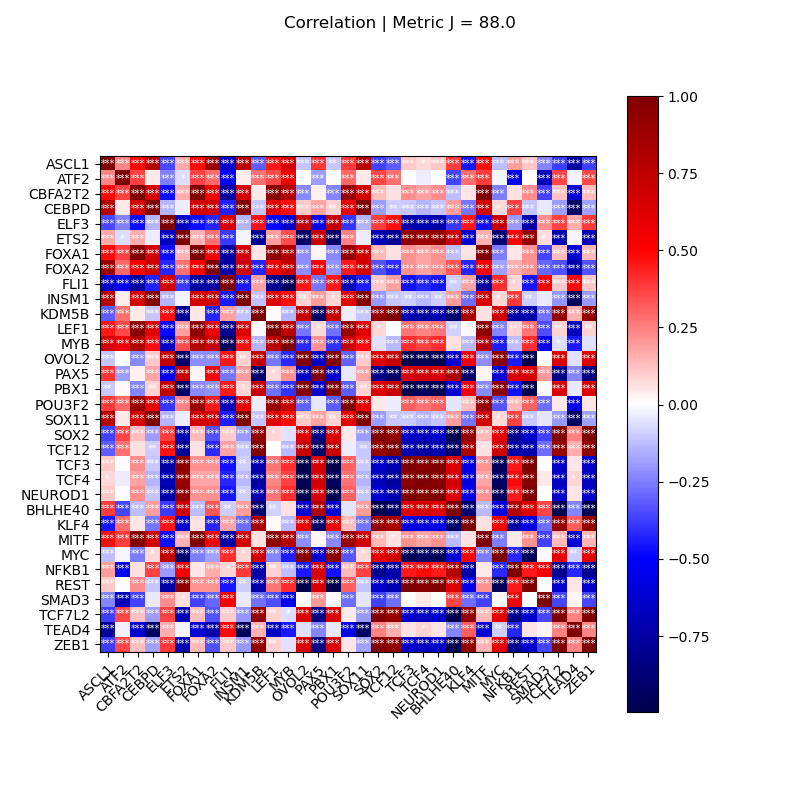 Correlation | Metric J = 88.0
ASCL1
ATF2
CBFA2T2
CEBPD
ELF3
ETS2
FOXA1
FOXA2
FLI1
INSM1
KDM5B
LEF1
MYB
OVOL2
PAX5
PBX1
POU3F2
SOX11
SOX2
TCF12
TCF3
TCF4
NEUROD1
BHLHE40
KLF4
MITF
MYC
NFKB1
REST
SMAD3
TCF7L2
TEAD4
ZEB1
ASCL1
ATF2
CBFA2T2
CEBPD
ELF3
ETS2
FOXA1
FOXA2
FLI1
INSM1
KDM5B
LEF1
MYB
OVOL2
PAX5
PBX1
POU3F2
SOX11
SOX2
TCF12
TCF3
TCF4
NEUROD1
BHLHE40
KLF4
MITF
MYC
NFKB1
REST
SMAD3
TCF7L2
TEAD4
ZEB1
1.00
0.75
0.50
0.25
0.00
−0.25
−0.50
−0.75